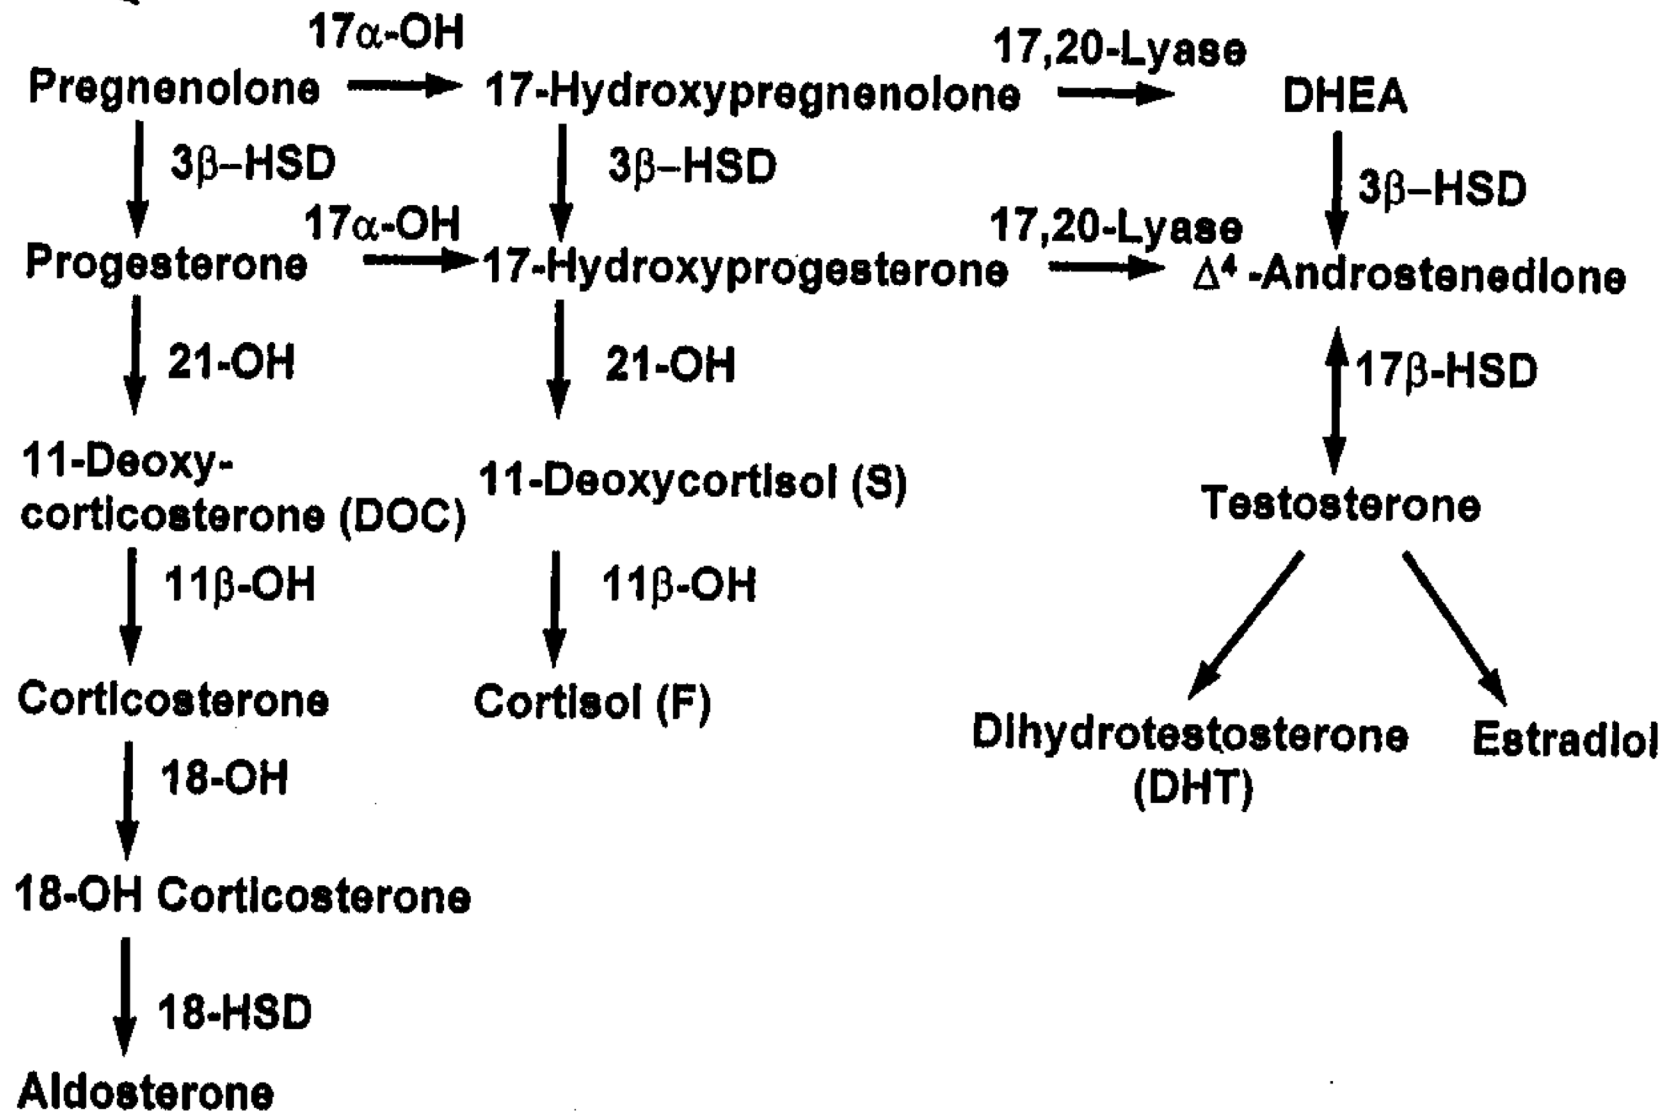 17α-OH
17,20-Lyase
Pregnenolone
17-Hydroxypregnenolone
DHEA
3β–HSD
3β–HSD
3β–HSD
17α-OH
17,20-Lyase
Progesterone
17-Hydroxyprogesterone
Δ⁴ -Androstenedione
21-OH
21-OH
17β-HSD
11-Deoxy-
corticosterone (DOC)
11-Deoxycortisol (S)
Testosterone
11β-OH
11β-OH
Corticosterone
Cortisol (F)
Dihydrotestosterone
(DHT)
Estradiol
18-OH
18-OH Corticosterone
18-HSD
Aldosterone